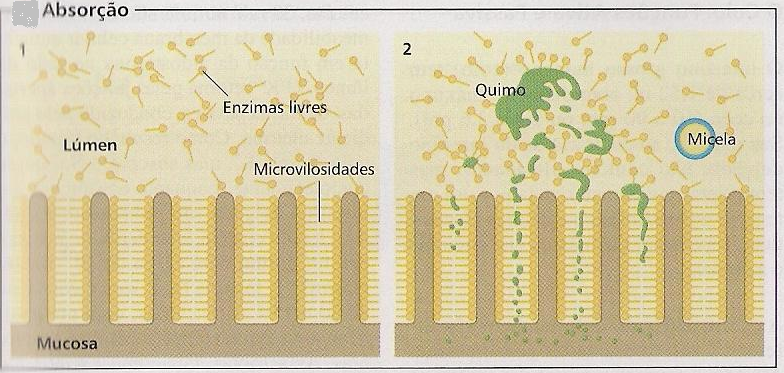 Absorção
1
Enzimas livres
Lúmen
Microvilosidades
Mucosa
2
Quimo
Micela